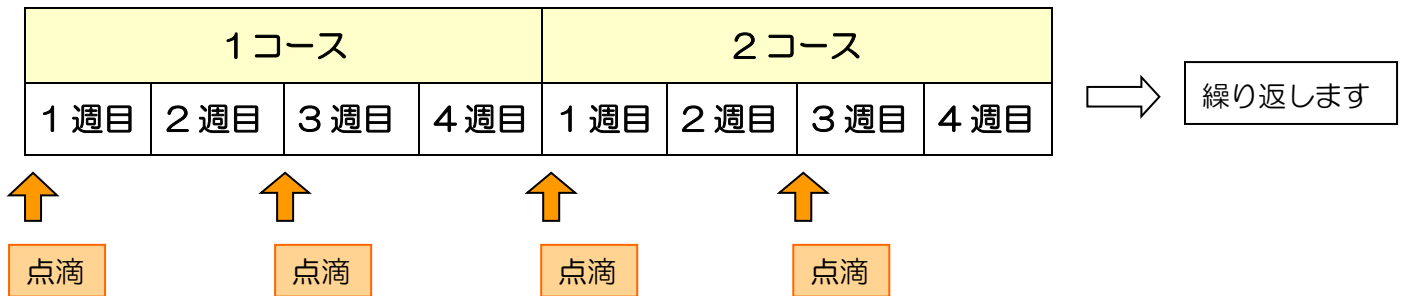 １コース ２コース
１週目 ２週目 ３週目 ４週目 １週目 ２週目 ３週目 ４週目
繰り返します
点滴 点滴 点滴 点滴